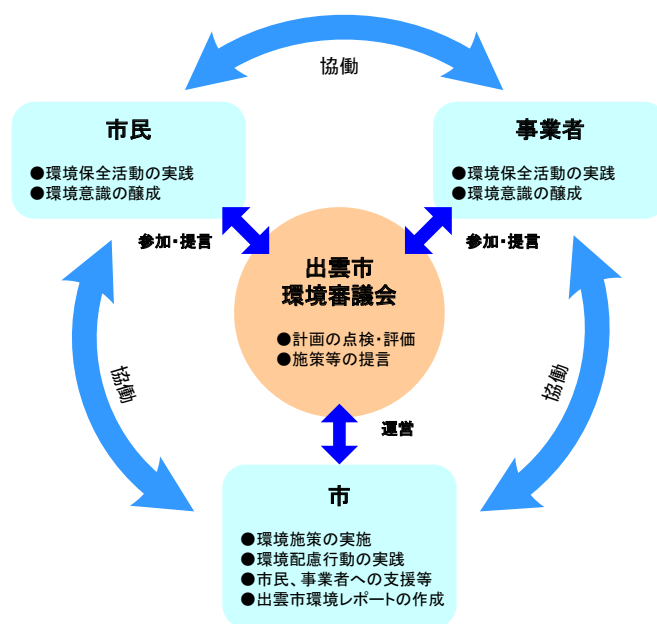 協働
市民
●環境保全活動の実践
●環境意識の醸成
事業者
●環境保全活動の実践
●環境意識の醸成
参加・提言
参加・提言
出雲市
環境審議会
●計画の点検・評価
●施策等の提言
協働
協働
運営
市
●環境施策の実施
●環境配慮行動の実践
●市民、事業者への支援等
●出雲市環境レポートの作成